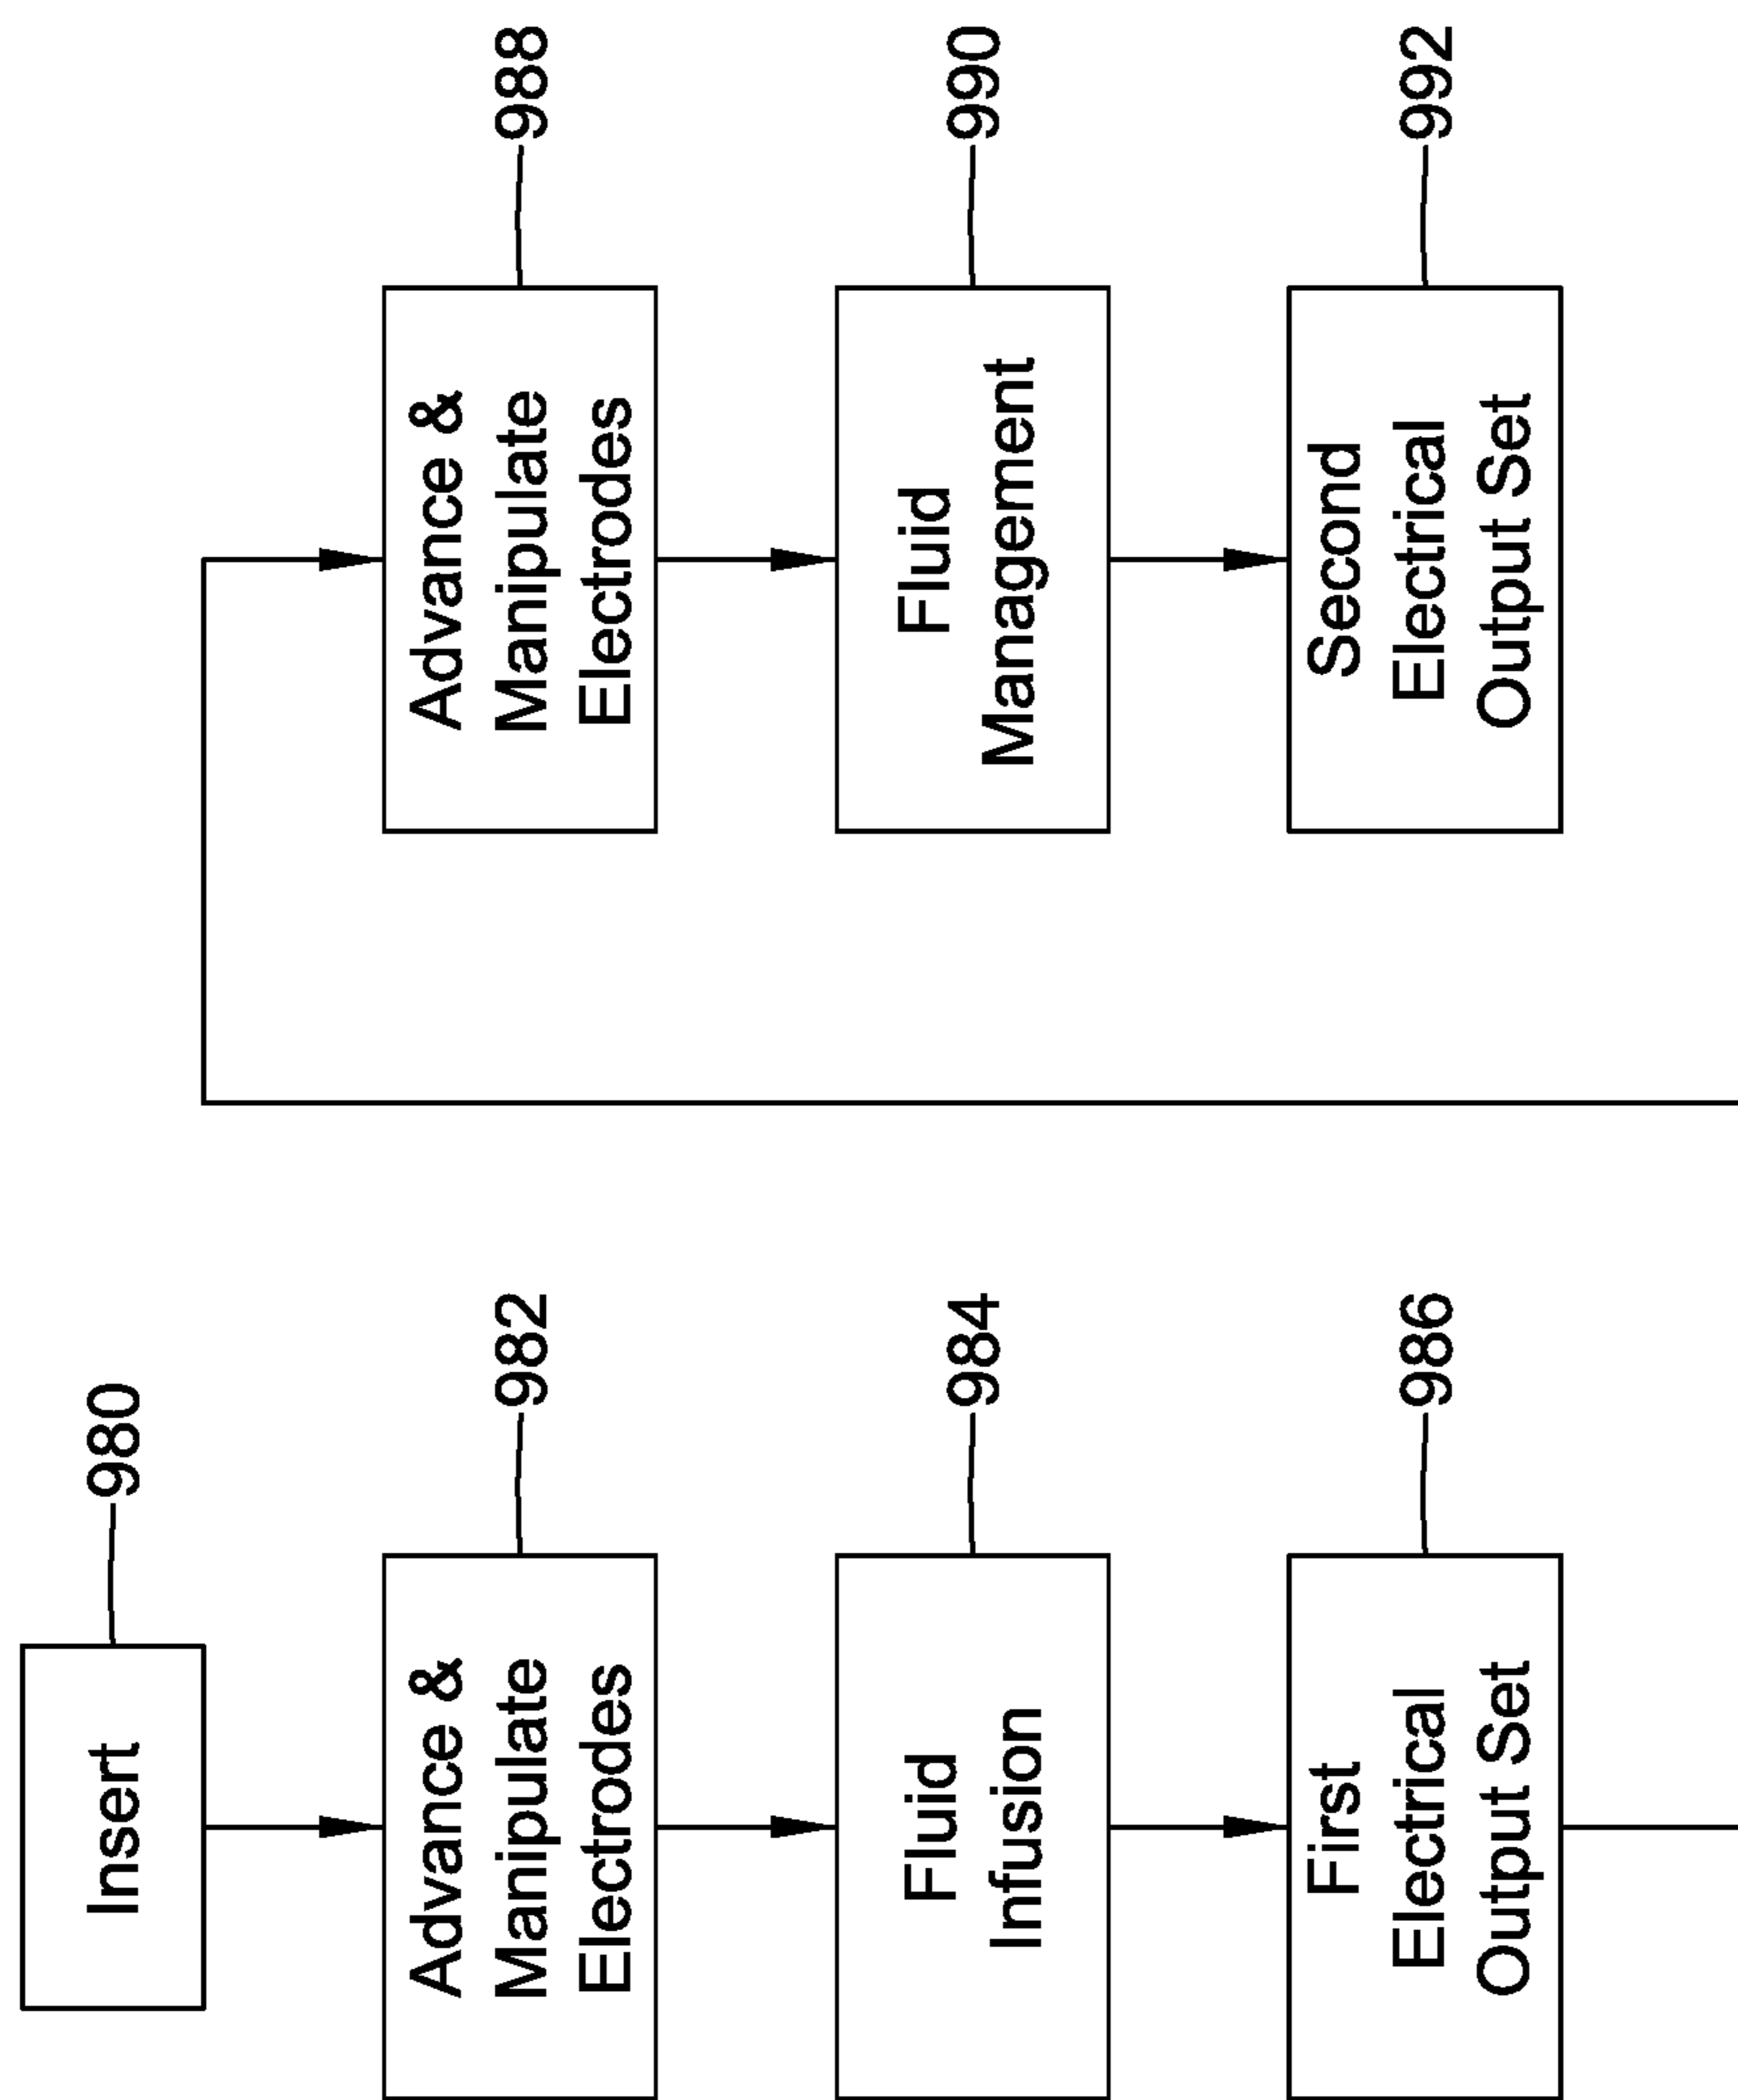 Insert
980
Advance &
Manipulate
Electrodes
982
Fluid
Infusion
984
First
Electrical
Output Set
986
Advance &
Manipulate
Electrodes
988
Fluid
Management
990
Second
Electrical
Output Set
992